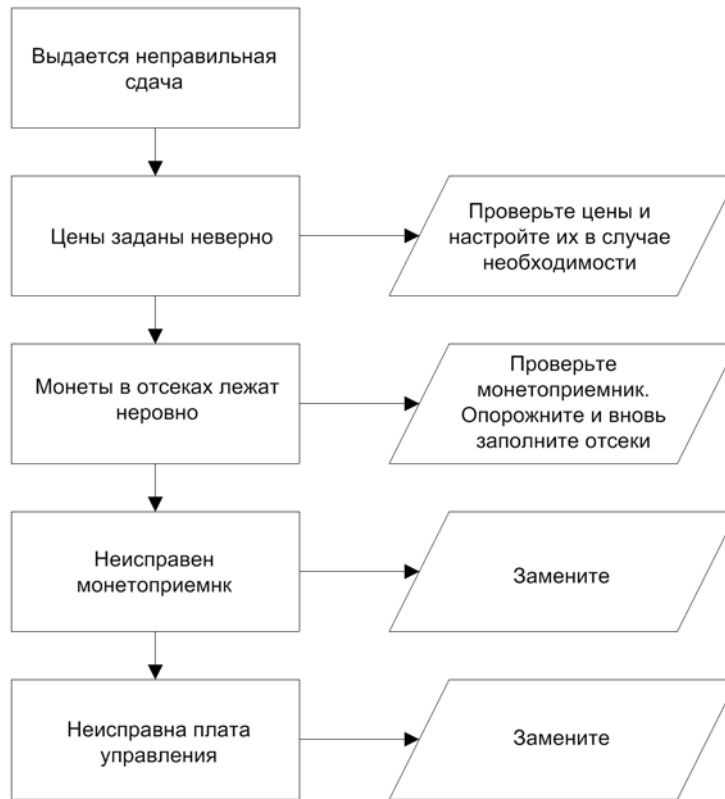 Выдается неправильная
сдача
Цены заданы неверно
Проверьте цены и
настройте их в случае
необходимости
Монеты в отсеках лежат
неровно
Проверьте
монетоприемник.
Опорожните и вновь
заполните отсеки
Неисправен
монетоприемнк
Замените
Неисправна плата
управления
Замените